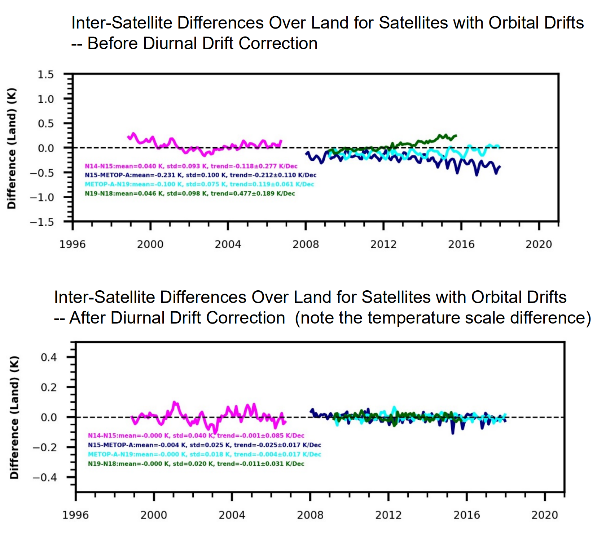 Inter-Satellite Differences Over Land for Satellites with Orbital Drifts
-- Before Diurnal Drift Correction
Difference (Land) (K)
1.5
1.0
0.5
0.0
−0.5
−1.0
−1.5
N14-N15:mean=0.040 K, std=0.093 K, trend=-0.118±0.277 K/Dec
N15-METOP-A:mean=-0.231 K, std=0.100 K, trend=-0.212±0.110 K/Dec
METOP-A-N19:mean=-0.100 K, std=0.075 K, trend=0.119±0.061 K/Dec
N19-N18:mean=0.046 K, std=0.098 K, trend=0.477±0.189 K/Dec
1996 2000 2004 2008 2012 2016 2020
Inter-Satellite Differences Over Land for Satellites with Orbital Drifts
-- After Diurnal Drift Correction (note the temperature scale difference)
Difference (Land) (K)
0.4
0.2
0.0
−0.2
−0.4
N14-N15:mean=-0.000 K, std=0.040 K, trend=-0.001±0.085 K/Dec
N15-METOP-A:mean=-0.004 K, std=0.025 K, trend=-0.025±0.017 K/Dec
METOP-A-N19:mean=-0.000 K, std=0.018 K, trend=-0.004±0.017 K/Dec
N19-N18:mean=-0.000 K, std=0.020 K, trend=-0.011±0.031 K/Dec
1996 2000 2004 2008 2012 2016 2020